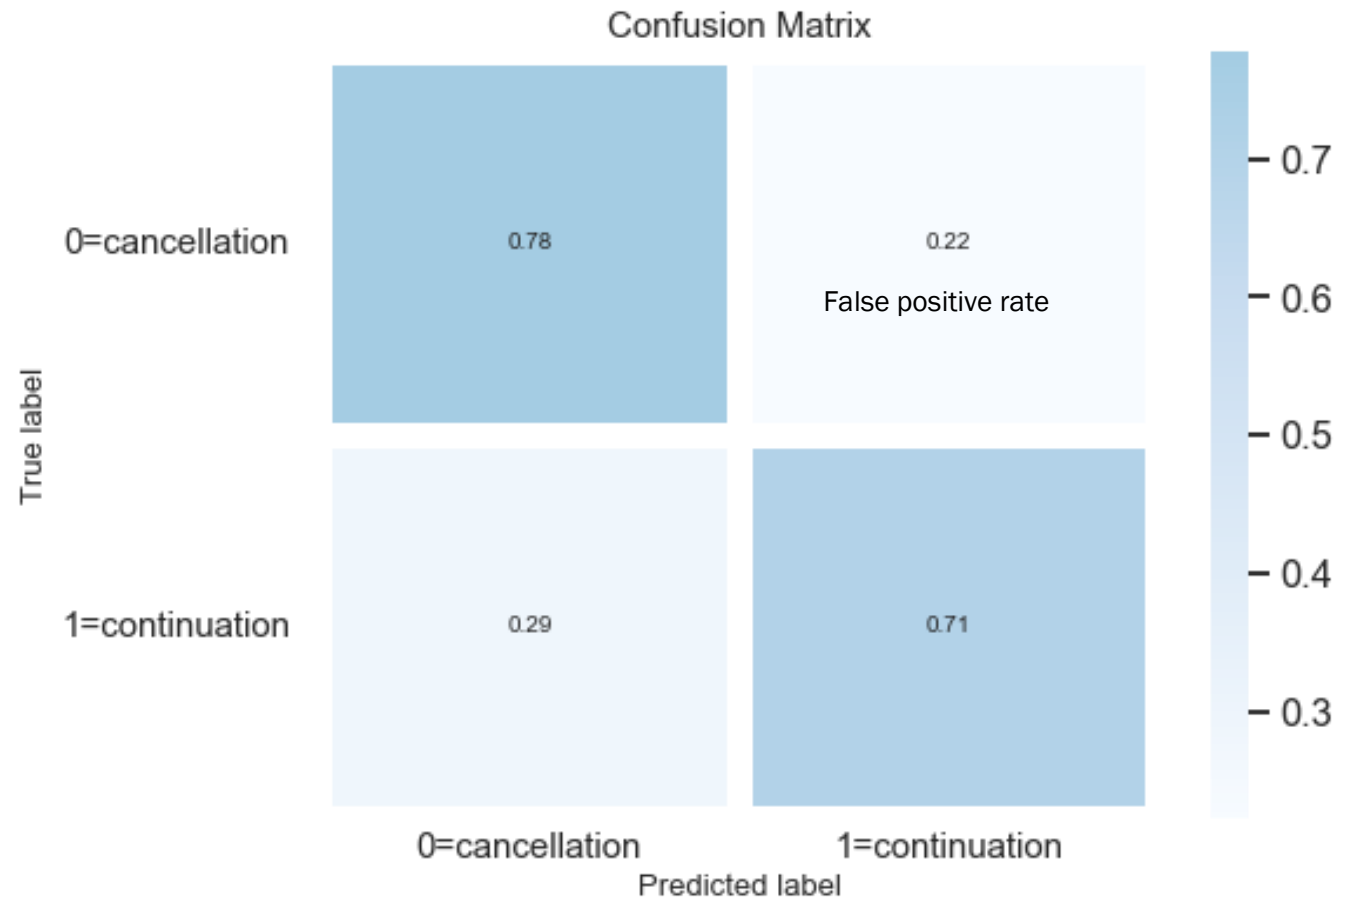 Confusion Matrix
0=cancellation
0.78
0.22
False positive rate
1=continuation
0.29
0.71
True label
0=cancellation
1=continuation
Predicted label
0.7
0.6
0.5
0.4
0.3